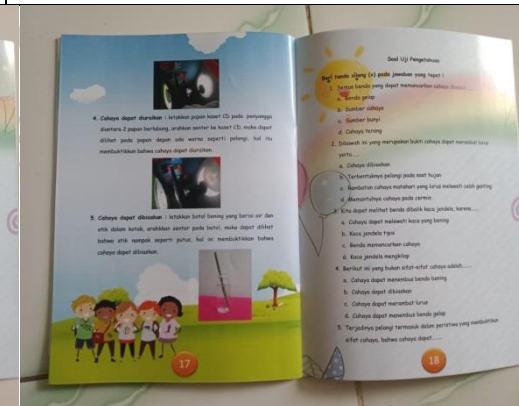 4. Cahaya dapat diuraikan : letakkan papan kaset CD pada penyangga
diantara 2 papan berlubang, arahkan senter ke kaset CD, maka dapat
dilihat pada papan depan ada warna seperti pelangi, hal itu
membuktikkan bahwa cahaya dapat diuraikan.
5. Cahaya dapat dibiaskan : letakkan botol bening yang berisi air dan
stik dalam kotak, arahkkan senter pada botol, maka dapat dilihat
bahwa stik nampak seperti putus, hal ini membuktikkan bahwa
cahaya dapat dibiaskan.
17
Soal Uji Pengetahuan
Beri tanda silang (x) pada jawaban yang tepat !
1. Semua benda yang dapat memancarkan cahaya disebut
a. Benda gelap
b. Sumber cahaya
c. Sumber bunyi
d. Cahaya terang
2. Dibawah ini yang merupakan bukti cahaya dapat merambat lurus
yaitu....
a. Cahaya dibiaskan
b. Terbentuknya pelangi pada saat hujan
c. Rambatan cahaya matahari yang lurus melewati celah genting
d. Memantulnya cahaya pada cermin
3. Kita dapat melihat benda dibalik kaca jendela, karena....
a. Cahaya dapat melewati kaca yang bening
b. Kaca jendela tipis
c. Benda memancarkan cahaya
d. Kaca jendela mengkilap
4. Berikut ini yang bukan sifat-sifat cahaya adalah......
a. Cahaya dapat menembus benda bening
b. Cahaya dapat dibiaskan
c. Cahaya dapat merambat lurus
d. Cahaya dapat menembus benda gelap
5. Terjadinya pelangi termasuk dalam peristiwa yang membuktikan
sifat cahaya, bahwa cahaya dapat......
18